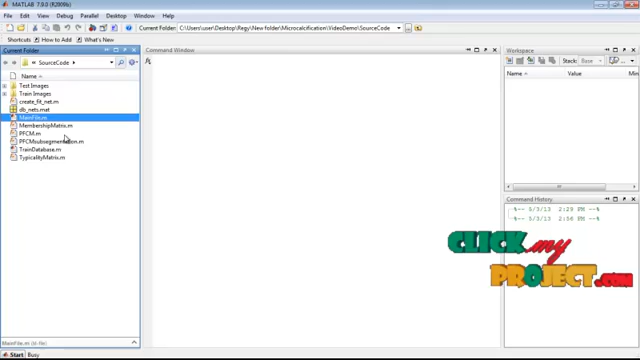 MATLAB 7.9.0 (R2009b)
File Edit View Debug Parallel Desktop Window Help
Current Folder: C:\Users\user\Desktop\Regy\New folder\Microcalcification\VideoDemo\SourceCode
Shortcuts How to Add What's New
Current Folder
« SourceCode
Name
Test Images
Train Images
create_fit_net.m
db_nets.mat
MainFile.m
MembershipMatrix.m
PFCM.m
PFCMsubsegmentation.m
TrainDatabase.m
TypicalityMatrix.m
MainFile.m (M-file)
Command Window
fx
Workspace
Stack: Base
Name Value
Command History
%-- 5/3/13 2:29 PM --%
%-- 5/3/13 2:56 PM --%
CLICK my
PROJECT.COM
Start Ready